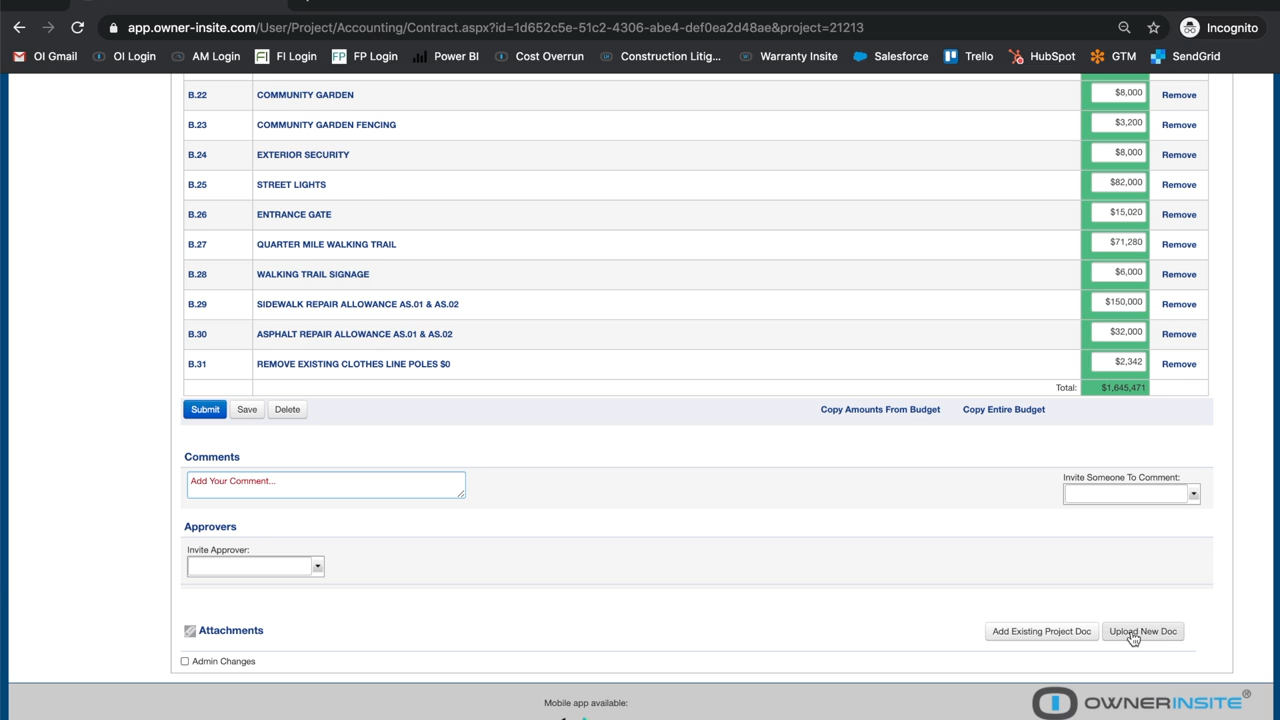 app.owner-insite.com/User/Project/Accounting/Contract.aspx?id=1d652c5e-51c2-4306-abe4-def0ea2d48ae&project=21213
Incognito
OI Gmail OI Login AM Login FI FI Login FP FP Login Power BI Cost Overrun Construction Litig... Warranty Insite Salesforce Trello HubSpot GTM SendGrid
B.22 COMMUNITY GARDEN $8,000 Remove
B.23 COMMUNITY GARDEN FENCING $3,200 Remove
B.24 EXTERIOR SECURITY $8,000 Remove
B.25 STREET LIGHTS $82,000 Remove
B.26 ENTRANCE GATE $15,020 Remove
B.27 QUARTER MILE WALKING TRAIL $71,280 Remove
B.28 WALKING TRAIL SIGNAGE $6,000 Remove
B.29 SIDEWALK REPAIR ALLOWANCE AS.01 & AS.02 $150,000 Remove
B.30 ASPHALT REPAIR ALLOWANCE AS.01 & AS.02 $32,000 Remove
B.31 REMOVE EXISTING CLOTHES LINE POLES $0 $2,342 Remove
Total: $1,645,471
Submit Save Delete Copy Amounts From Budget Copy Entire Budget
Comments
Add Your Comment...
Invite Someone To Comment:
Approvers
Invite Approver:
Attachments Add Existing Project Doc Upload New Doc
Admin Changes
Mobile app available:
OWNERINSITE®